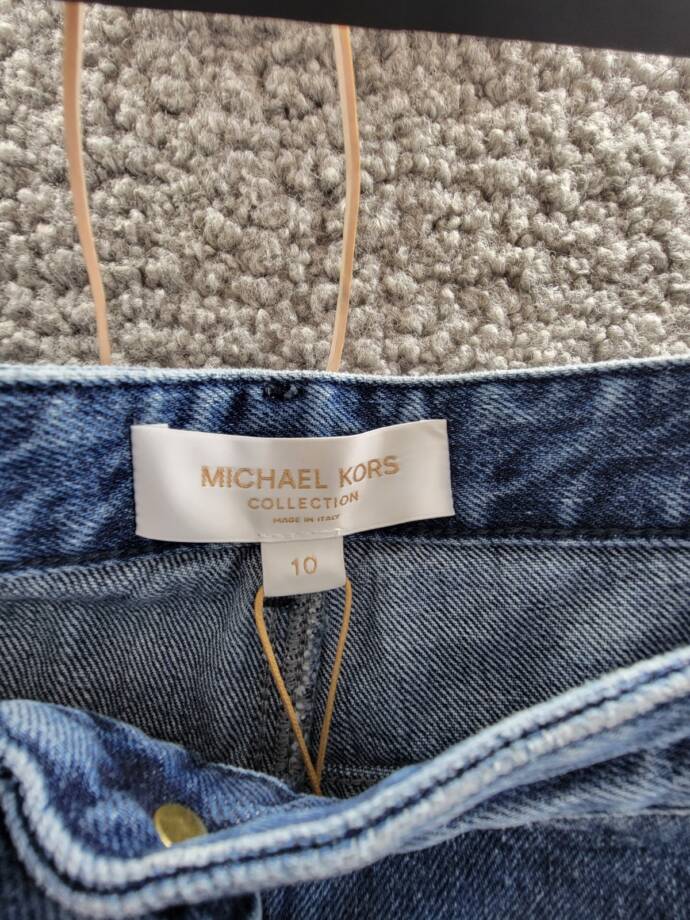 MICHAEL KORS
COLLECTION
MADE IN ITALY
10